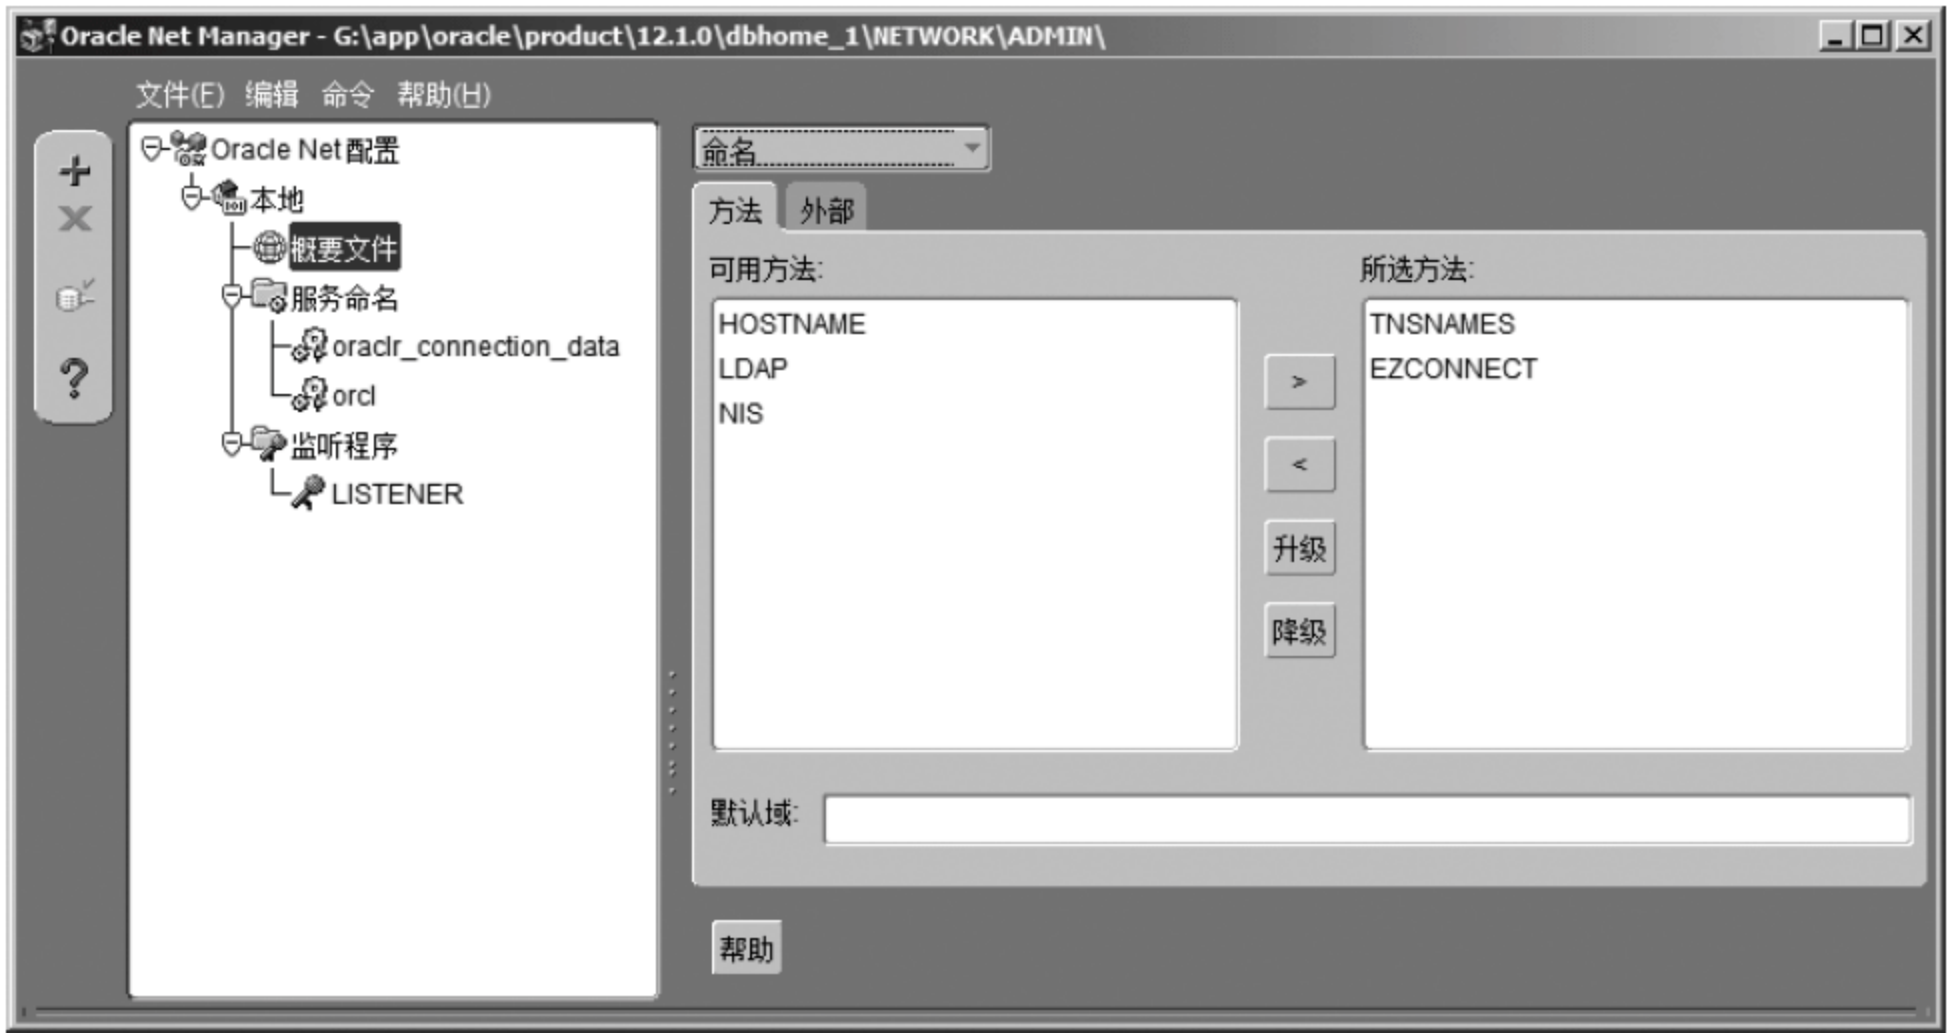 Oracle Net Manager - G:\app\oracle\product\12.1.0\dbhome_1\NETWORK\ADMIN\
文件(F) 编辑 命令 帮助(H)
Oracle Net 配置
本地
概要文件
服务命名
oraclr_connection_data
orcl
监听程序
LISTENER
命名
方法 外部
可用方法:
HOSTNAME
LDAP
NIS
>
<
升级
降级
所选方法:
TNSNAMES
EZCONNECT
默认域:
帮助